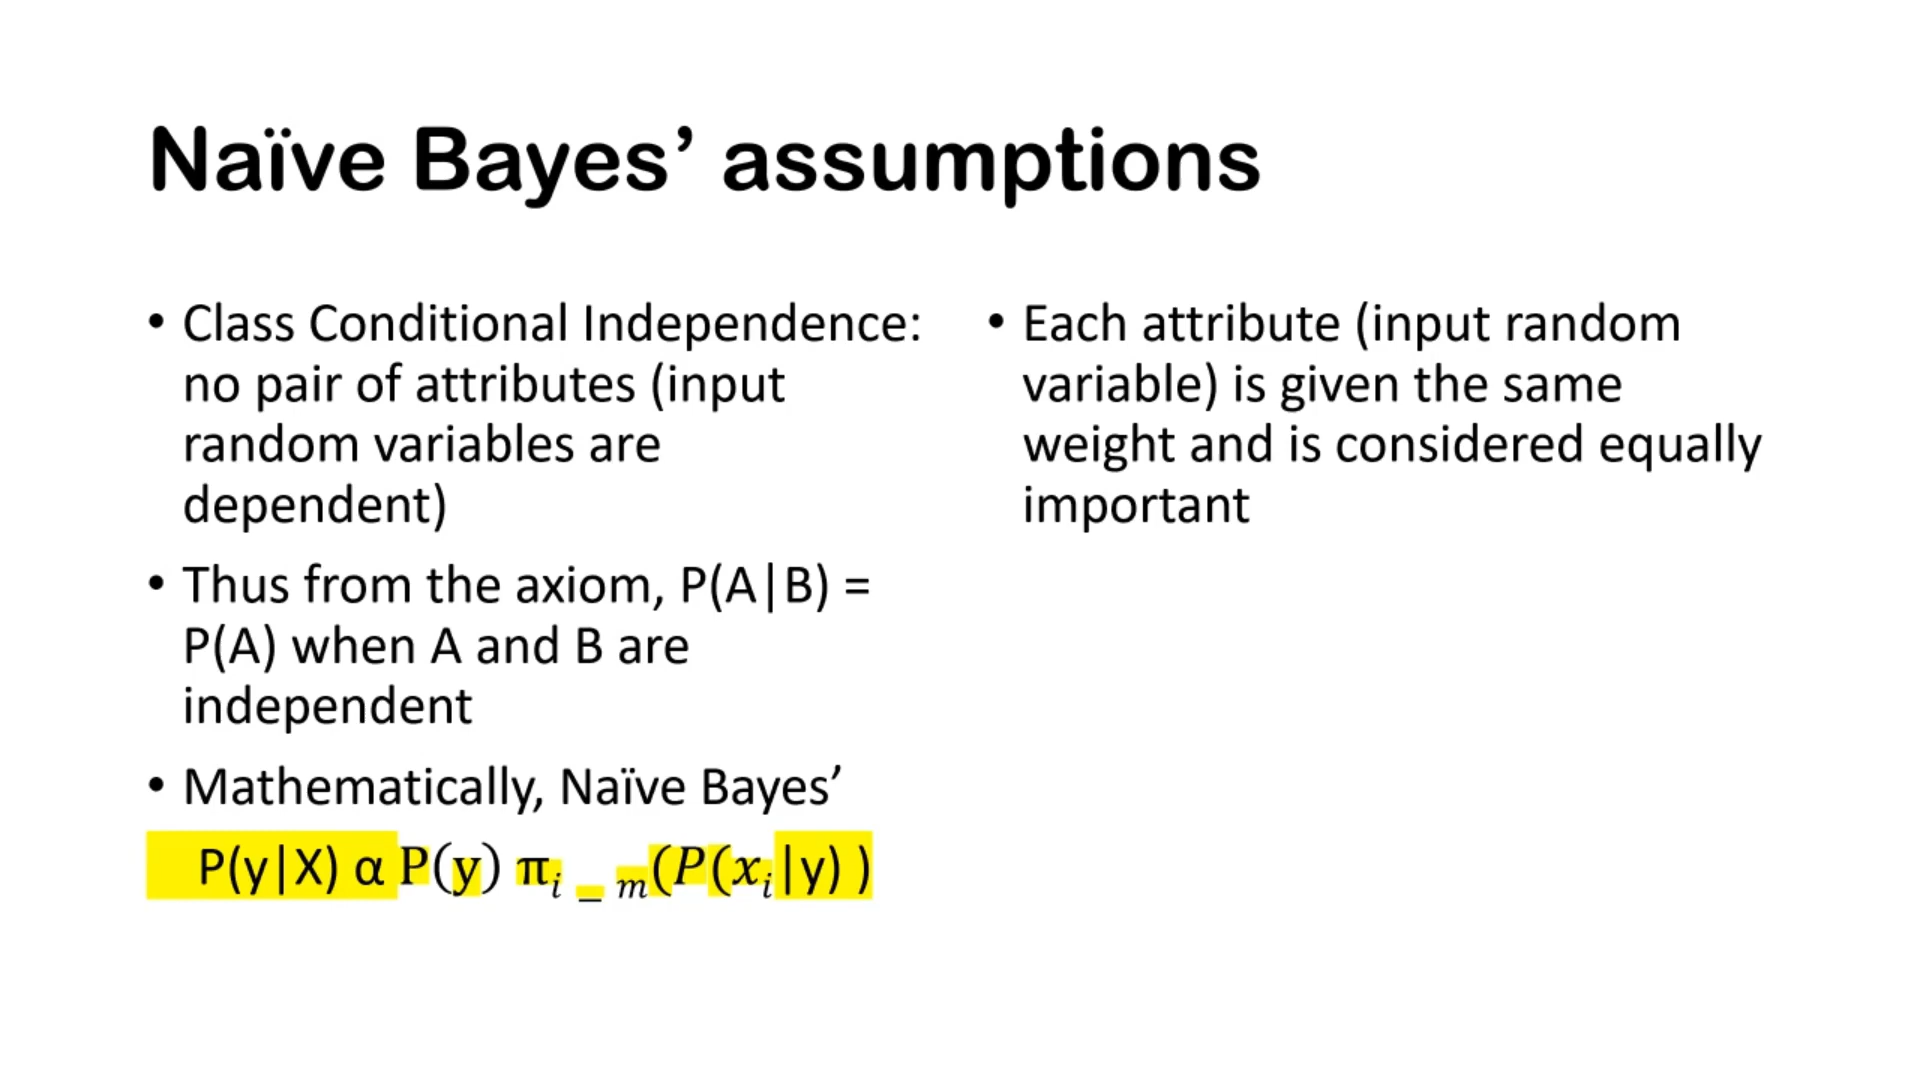 Naïve Bayes’ assumptions
• Class Conditional Independence:
no pair of attributes (input
random variables are
dependent)
• Thus from the axiom, P(A|B) =
P(A) when A and B are
independent
• Mathematically, Naïve Bayes’
P(y|X) α P(y) π𝑖 _ 𝑚(𝑃(𝑥𝑖|y) )
• Each attribute (input random
variable) is given the same
weight and is considered equally
important